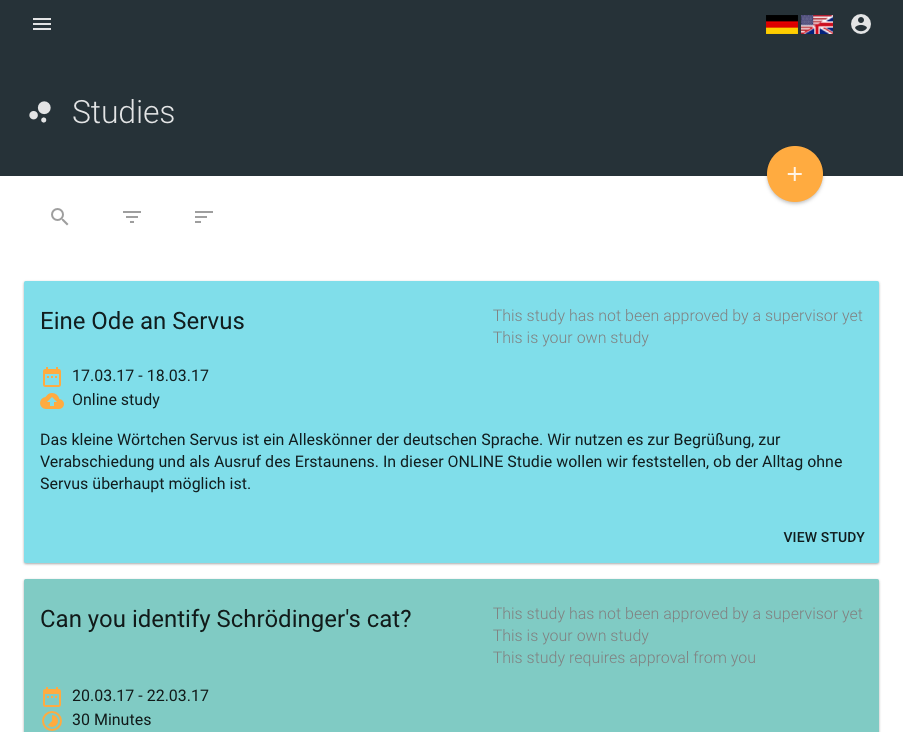 Studies
Eine Ode an Servus
This study has not been approved by a supervisor yet
This is your own study
17.03.17 - 18.03.17
Online study
Das kleine Wörtchen Servus ist ein Alleskönner der deutschen Sprache. Wir nutzen es zur Begrüßung, zur
Verabschiedung und als Ausruf des Erstaunens. In dieser ONLINE Studie wollen wir feststellen, ob der Alltag ohne
Servus überhaupt möglich ist.
VIEW STUDY
Can you identify Schrödinger's cat?
This study has not been approved by a supervisor yet
This is your own study
This study requires approval from you
20.03.17 - 22.03.17
30 Minutes